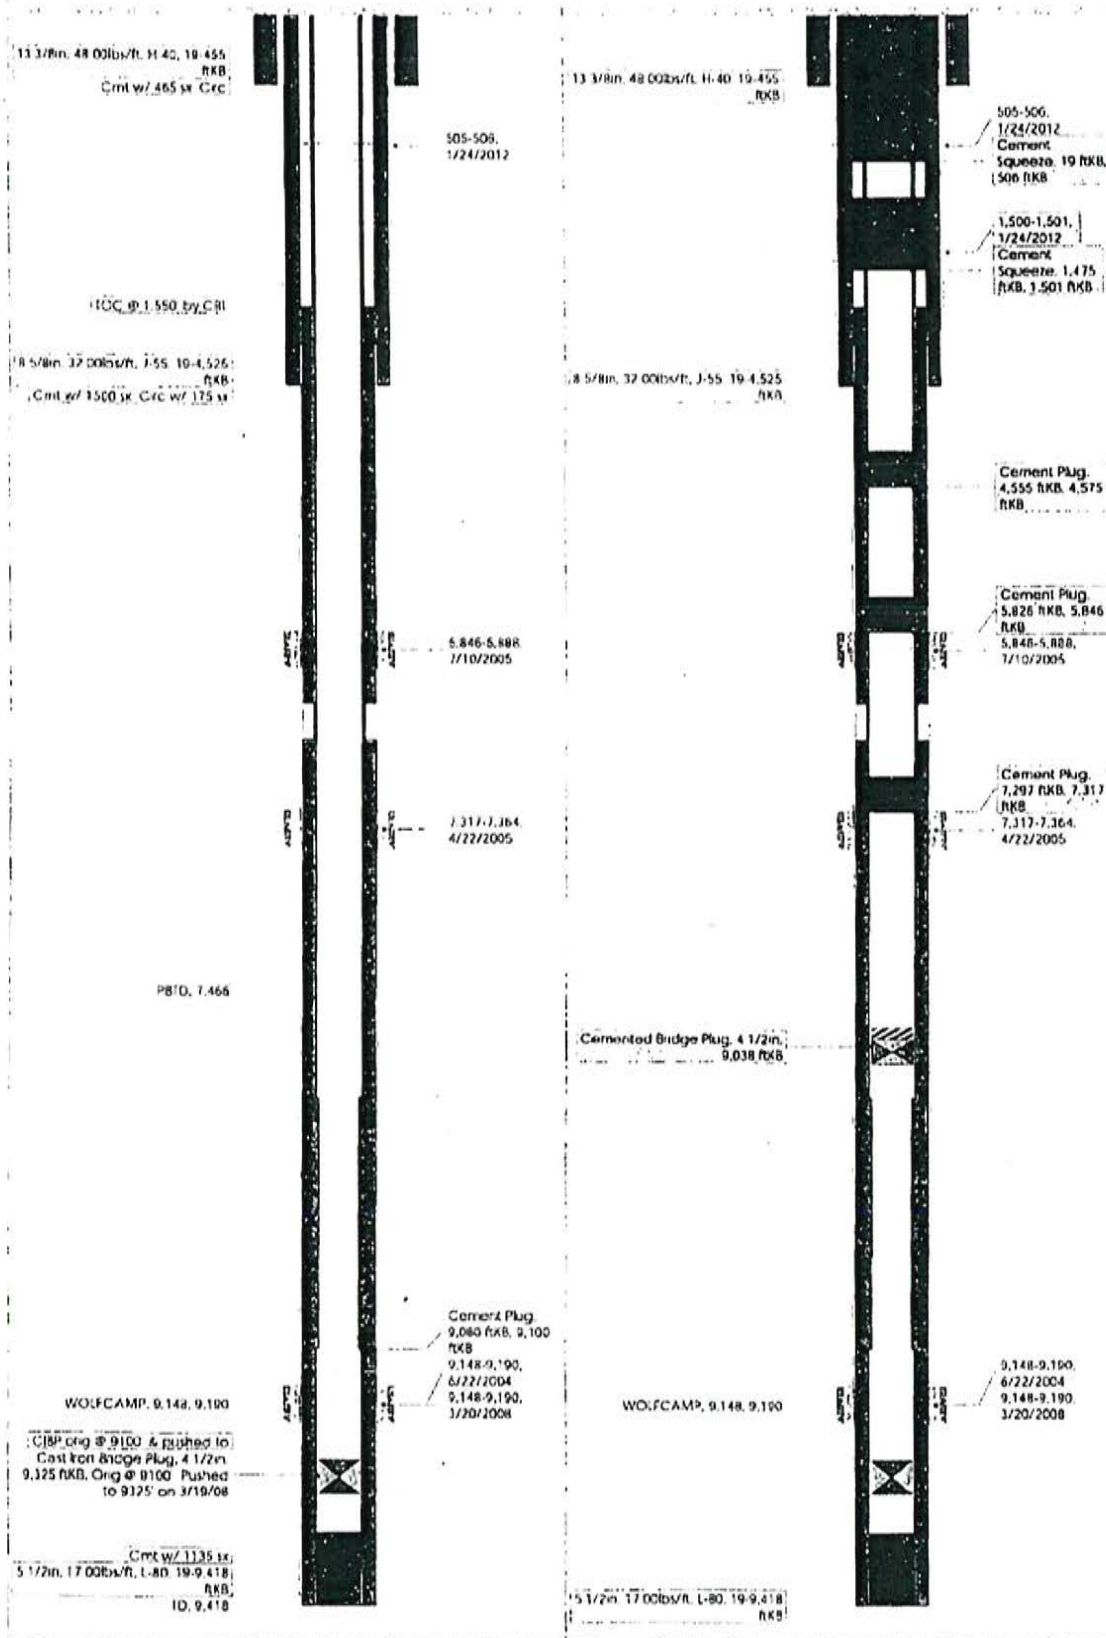 13 3/8in, 48.00lbs/ft, H-40, 19-455
ftKB
Cmt w/ 465 sx Circ
505-506,
1/24/2012
TOC @ 1,550 by CBL
8 5/8in, 32.00lbs/ft, J-55, 19-4,525
ftKB
Cmt w/ 1500 sx Circ w/ 175 sx
5,846-5,888,
7/10/2005
7,317-7,364,
4/22/2005
PBTD, 7,466
Cement Plug,
9,080 ftKB, 9,100
ftKB
9,148-9,190,
6/22/2004
9,148-9,190,
3/20/2008
WOLFCAMP, 9,148, 9,190
CIBP orig @ 9100 & pushed to
Cast Iron Bridge Plug, 4 1/2in,
9,325 ftKB, Orig @ 9100 Pushed
to 9325' on 3/19/08
Cmt w/ 1135 sx
5 1/2in, 17.00lbs/ft, L-80, 19-9,418
ftKB
TD, 9,418
13 3/8in, 48.00lbs/ft, H-40, 19-455
ftKB
505-506,
1/24/2012
Cement
Squeeze, 19 ftKB,
506 ftKB
1,500-1,501,
1/24/2012
Cement
Squeeze, 1,475
ftKB, 1,501 ftKB
8 5/8in, 32.00lbs/ft, J-55, 19-4,525
ftKB
Cement Plug,
4,555 ftKB, 4,575
ftKB
Cement Plug,
5,826 ftKB, 5,846
ftKB
5,846-5,888,
7/10/2005
Cement Plug,
7,297 ftKB, 7,317
ftKB
7,317-7,364,
4/22/2005
Cemented Bridge Plug, 4 1/2in,
9,038 ftKB
9,148-9,190,
6/22/2004
9,148-9,190,
3/20/2008
WOLFCAMP, 9,148, 9,190
5 1/2in, 17.00lbs/ft, L-80, 19-9,418
ftKB